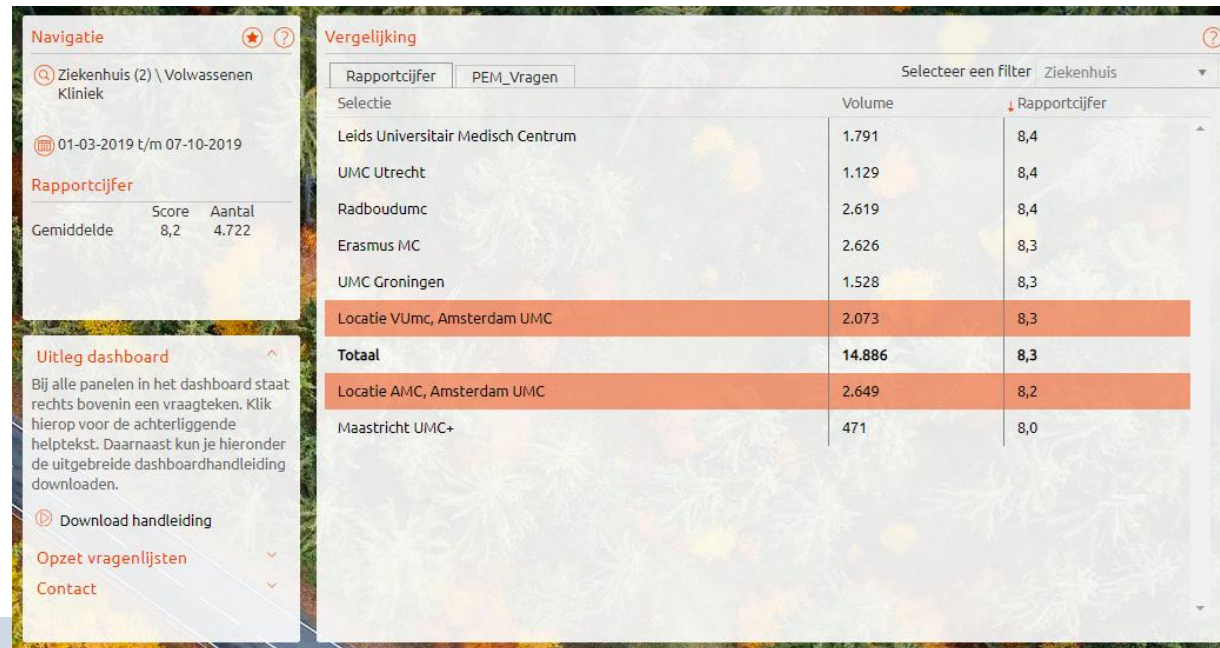 Navigatie
Ziekenhuis (2) \ Volwassenen
Kliniek
01-03-2019 t/m 07-10-2019
Rapportcijfer
Score Aantal
Gemiddelde 8,2 4.722
Uitleg dashboard
Bij alle panelen in het dashboard staat
rechts bovenin een vraagteken. Klik
hierop voor de achterliggende
helptekst. Daarnaast kun je hieronder
de uitgebreide dashboardhandleiding
downloaden.
Download handleiding
Opzet vragenlijsten
Contact
Vergelijking
Rapportcijfer PEM_Vragen Selecteer een filter Ziekenhuis
Selectie Volume ↓Rapportcijfer
Leids Universitair Medisch Centrum 1.791 8,4
UMC Utrecht 1.129 8,4
Radboudumc 2.619 8,4
Erasmus MC 2.626 8,3
UMC Groningen 1.528 8,3
Locatie VUmc, Amsterdam UMC 2.073 8,3
Totaal 14.886 8,3
Locatie AMC, Amsterdam UMC 2.649 8,2
Maastricht UMC+ 471 8,0